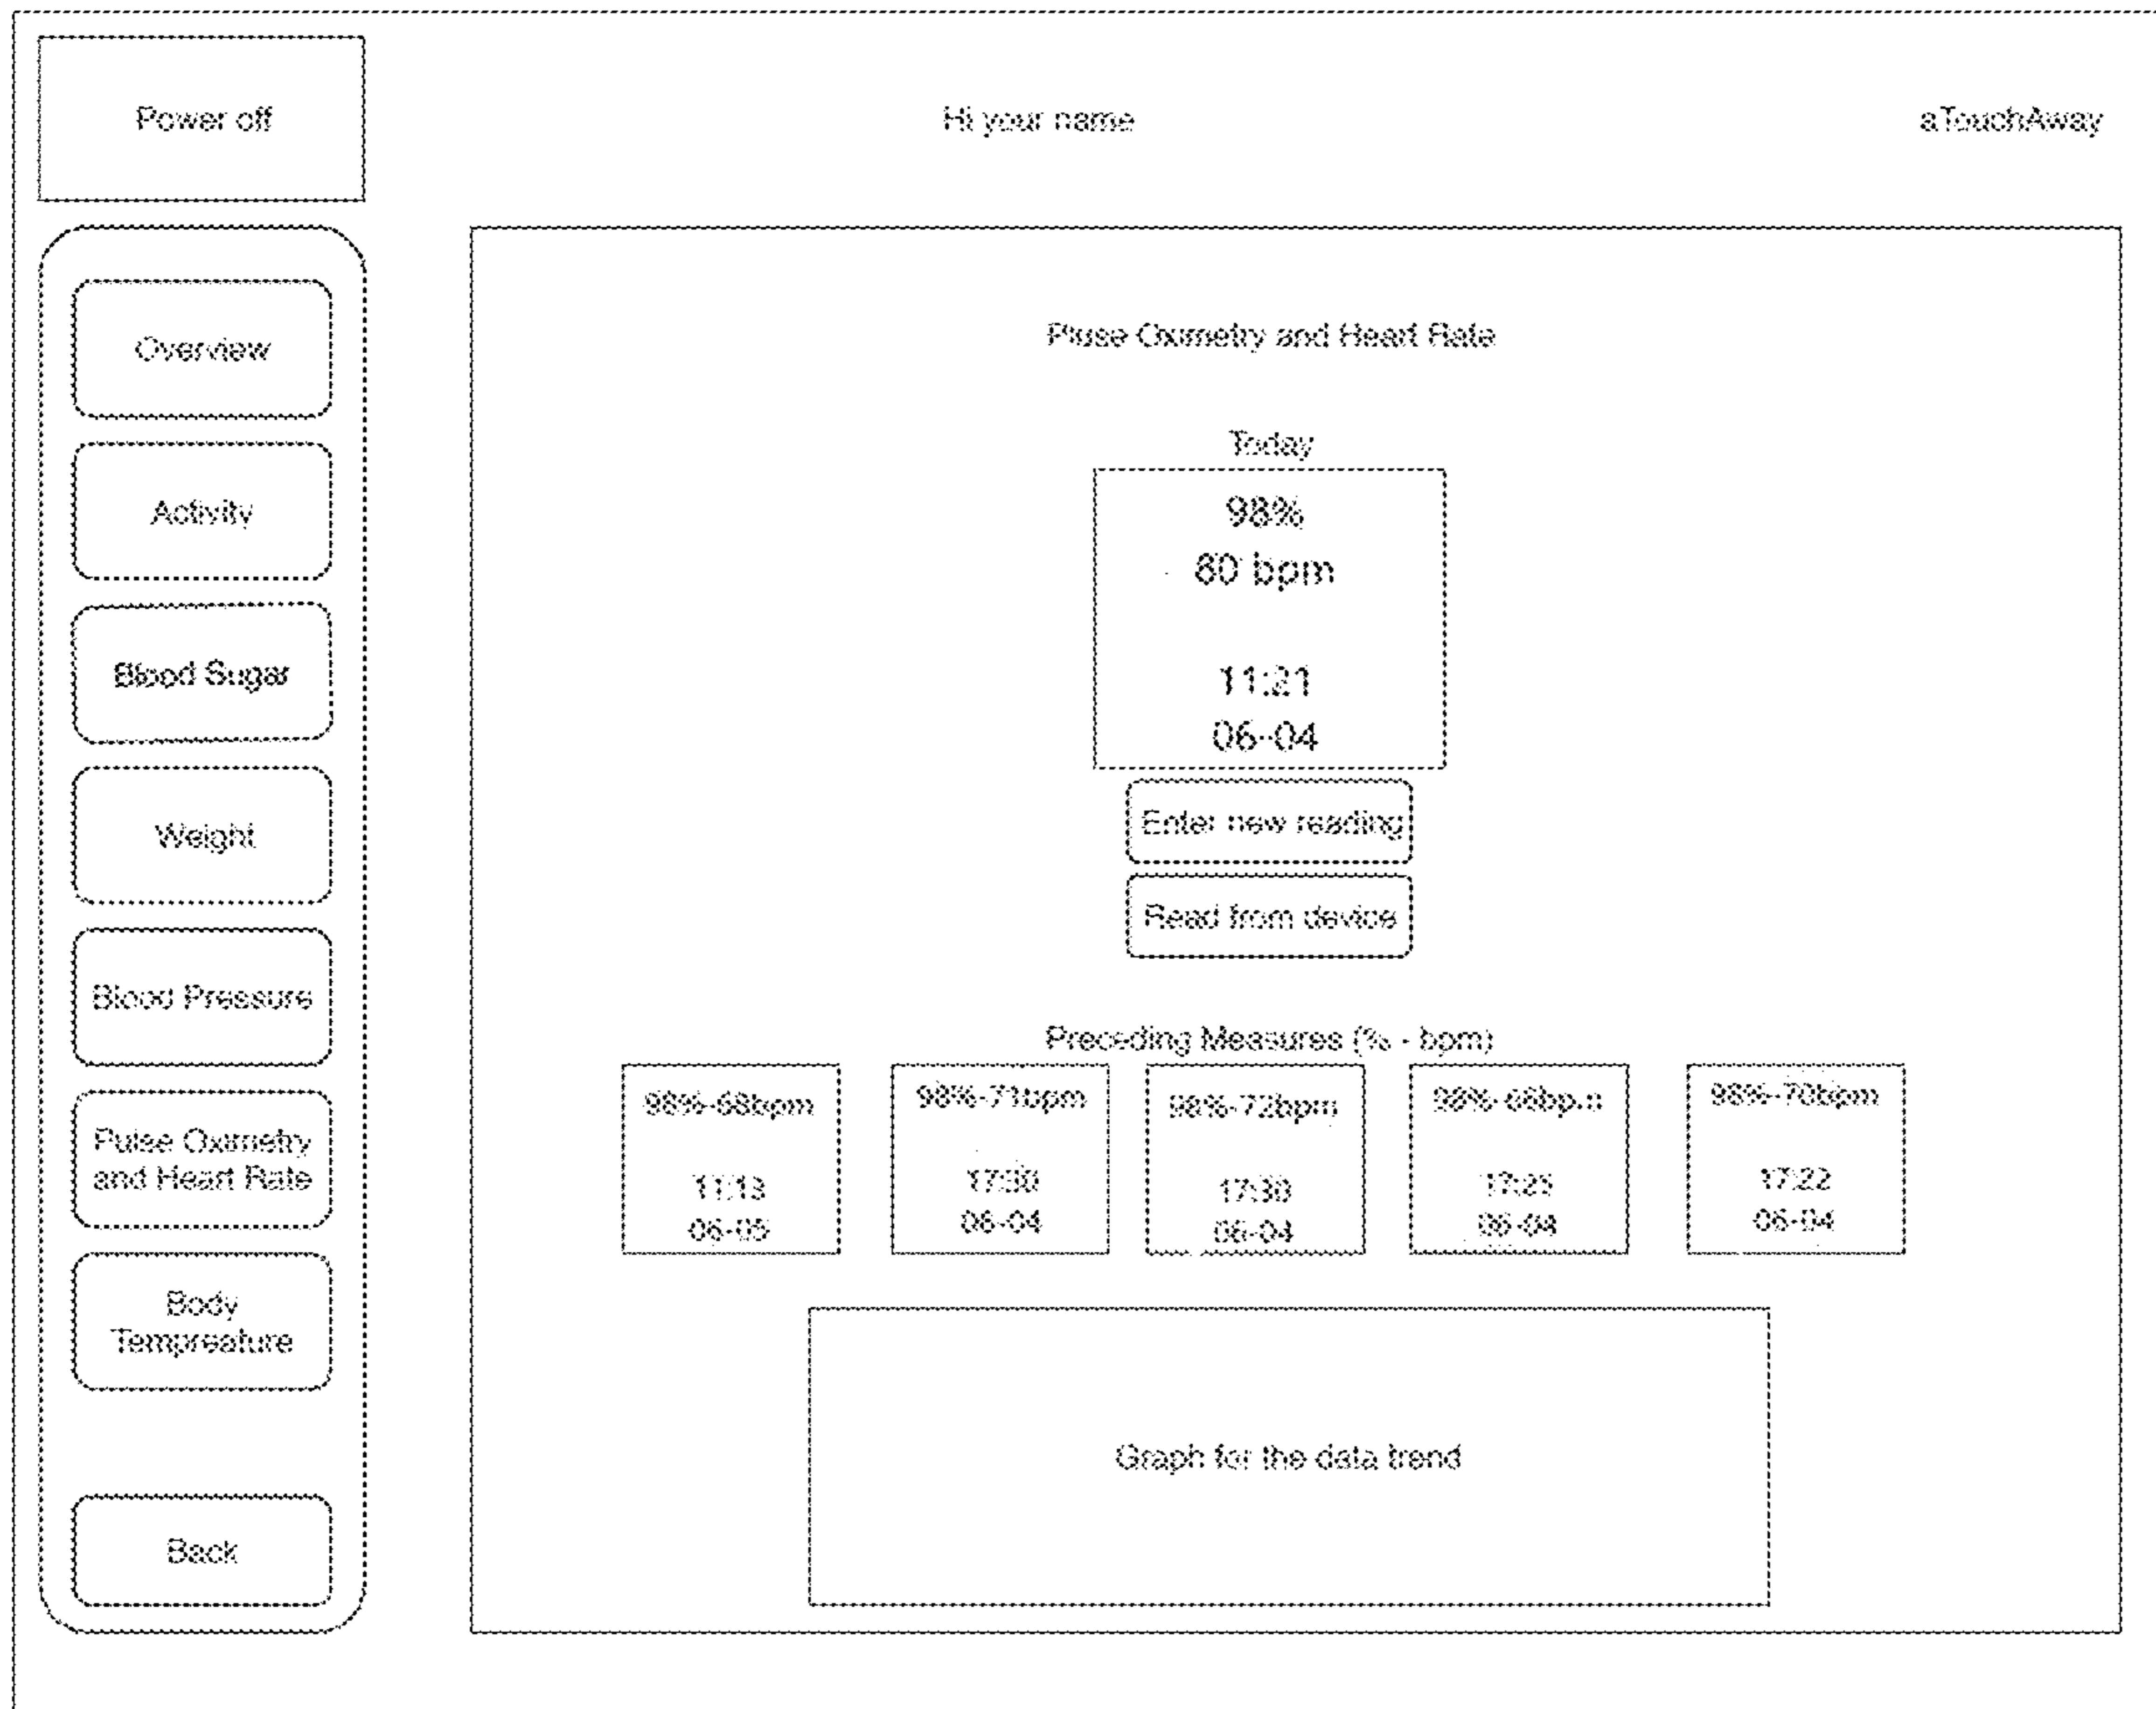 Power off
Hi your name
aTouchAway
Overview
Activity
Blood Sugar
Weight
Blood Pressure
Pulse Oximetry
and Heart Rate
Body
Tempreature
Back
Pluse Oximetry and Heart Rate
Today
98%
80 bpm
11:21
06-04
Enter new reading
Read from device
Preceding Measures (% - bpm)
98%-68bpm
11:13
06-05
98%-71bpm
17:30
06-04
98%-72bpm
17:30
06-04
98%-68bpm
06-04
98%-70bpm
17:22
06-04
Graph for the data trend